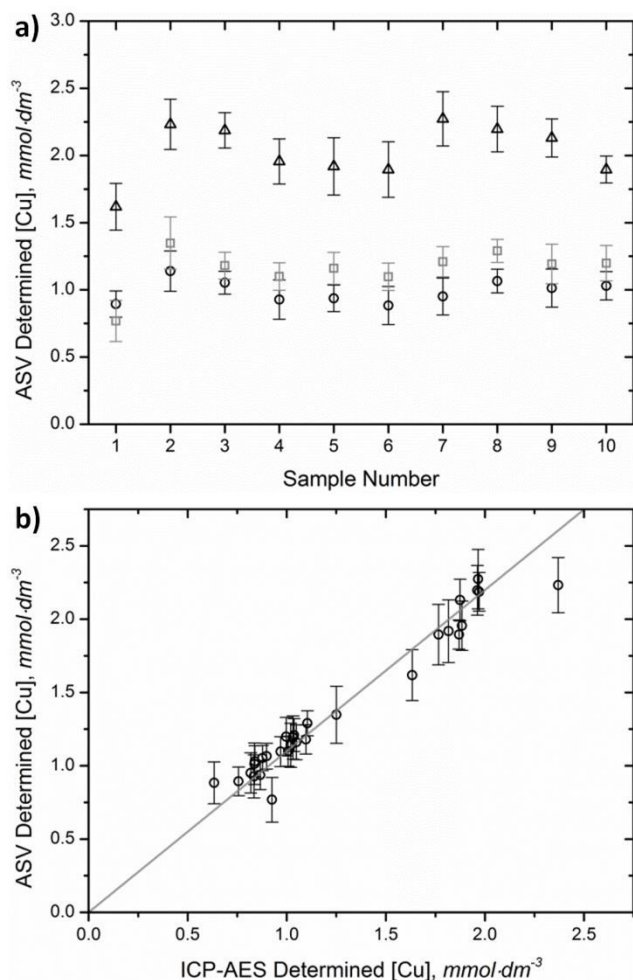 a)
3.0
2.5
2.0
1.5
1.0
0.5
0.0
ASV Determined [Cu], mmol·dm⁻³
1 2 3 4 5 6 7 8 9 10
Sample Number
b)
2.5
2.0
1.5
1.0
0.5
0.0
ASV Determined [Cu], mmol·dm⁻³
0.0 0.5 1.0 1.5 2.0 2.5
ICP-AES Determined [Cu], mmol·dm⁻³